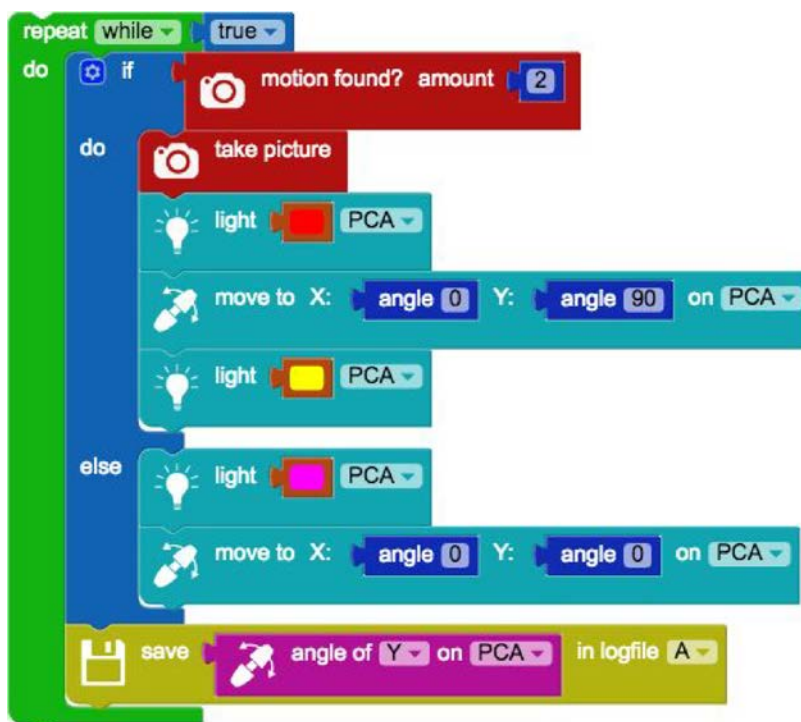 repeat while true
do if motion found? amount 2
do take picture
light PCA
move to X: angle 0 Y: angle 90 on PCA
light PCA
else light PCA
move to X: angle 0 Y: angle 0 on PCA
save angle of Y on PCA in logfile A